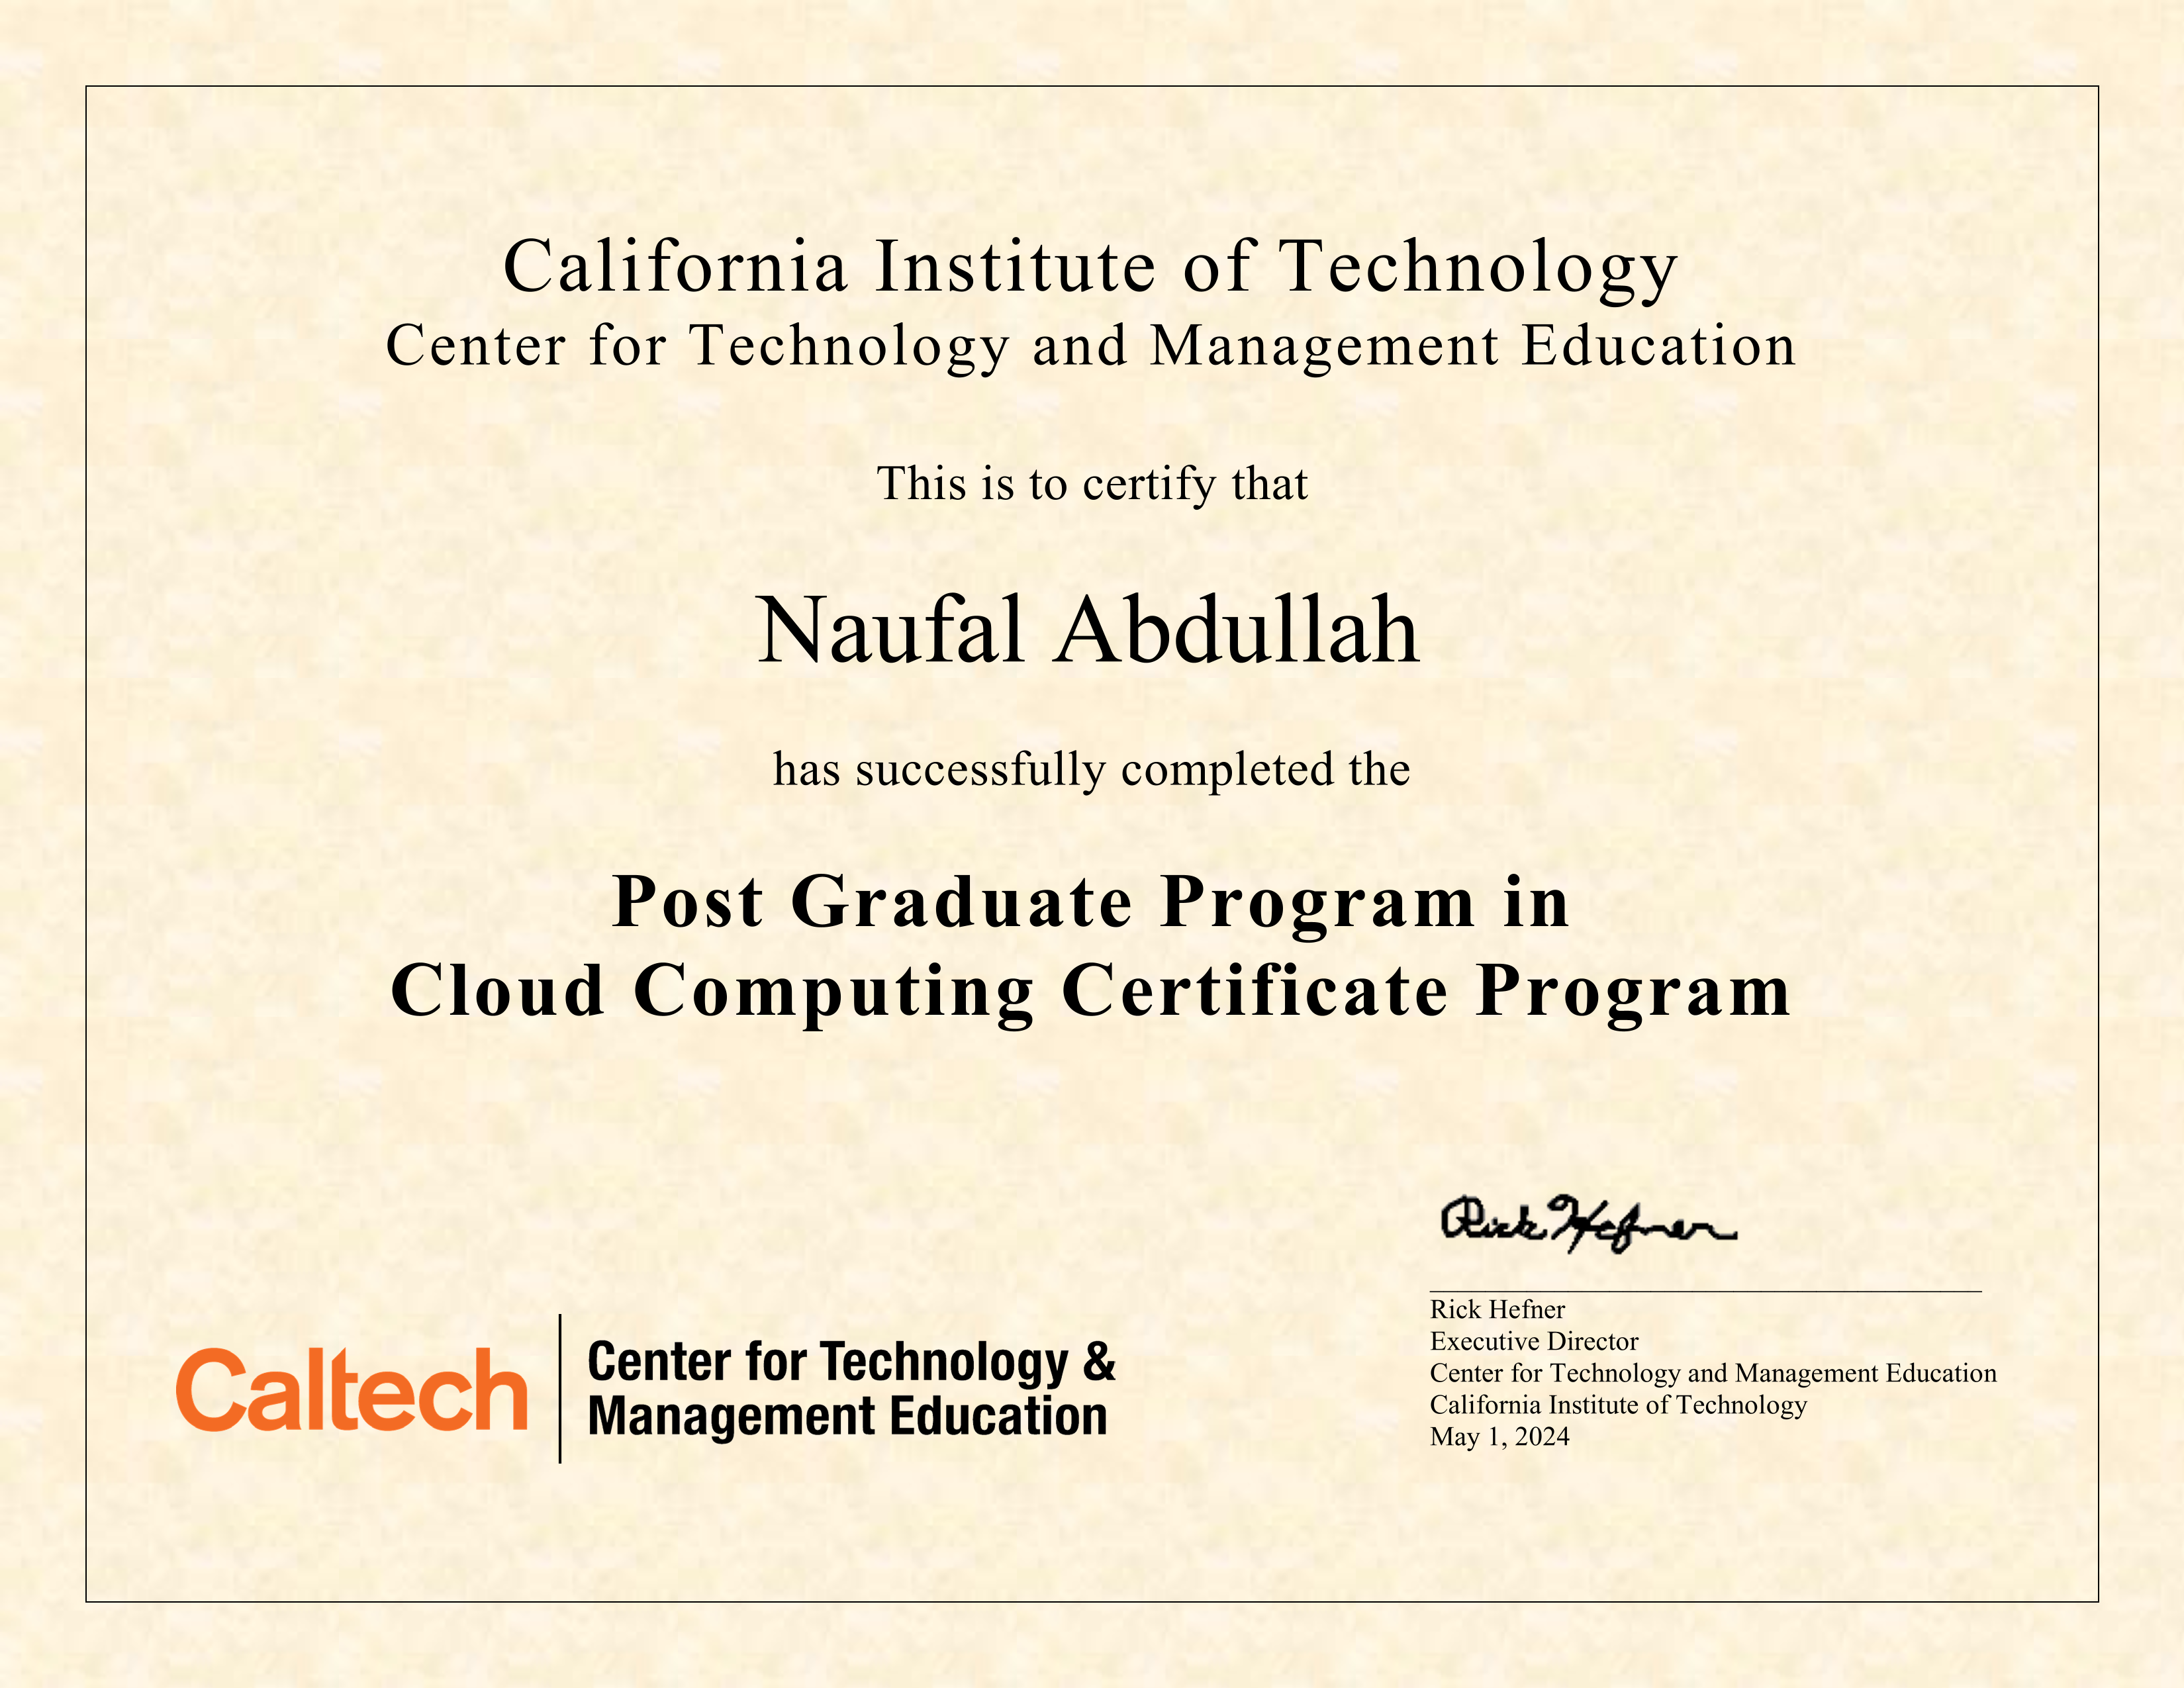 California Institute of Technology
Center for Technology and Management Education
This is to certify that
Naufal Abdullah
has successfully completed the
Post Graduate Program in
Cloud Computing Certificate Program
Rick Hefner
Rick Hefner
Executive Director
Center for Technology and Management Education
California Institute of Technology
May 1, 2024
Caltech
Center for Technology &
Management Education